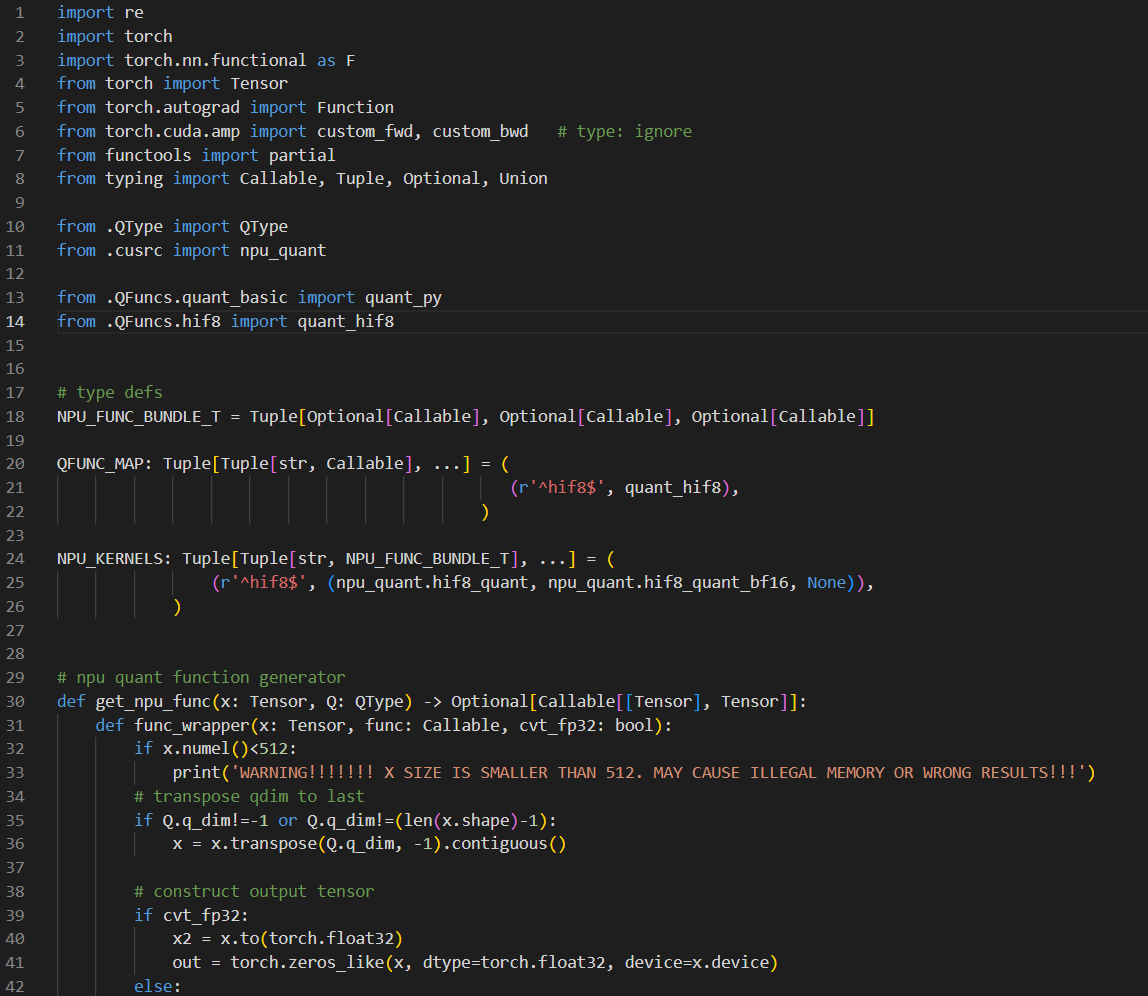 1 import re
2 import torch
3 import torch.nn.functional as F
4 from torch import Tensor
5 from torch.autograd import Function
6 from torch.cuda.amp import custom_fwd, custom_bwd   # type: ignore
7 from functools import partial
8 from typing import Callable, Tuple, Optional, Union
9
10 from .QType import QType
11 from .cusrc import npu_quant
12
13 from .QFuncs.quant_basic import quant_py
14 from .QFuncs.hif8 import quant_hif8
15
16
17 # type defs
18 NPU_FUNC_BUNDLE_T = Tuple[Optional[Callable], Optional[Callable], Optional[Callable]]
19
20 QFUNC_MAP: Tuple[Tuple[str, Callable], ...] = (
21                                                (r'^hif8$', quant_hif8),
22                                             )
23
24 NPU_KERNELS: Tuple[Tuple[str, NPU_FUNC_BUNDLE_T], ...] = (
25                 (r'^hif8$', (npu_quant.hif8_quant, npu_quant.hif8_quant_bf16, None)),
26             )
27
28
29 # npu quant function generator
30 def get_npu_func(x: Tensor, Q: QType) -> Optional[Callable[[Tensor], Tensor]]:
31     def func_wrapper(x: Tensor, func: Callable, cvt_fp32: bool):
32         if x.numel()<512:
33             print('WARNING!!!!!!! X SIZE IS SMALLER THAN 512. MAY CAUSE ILLEGAL MEMORY OR WRONG RESULTS!!!')
34         # transpose qdim to last
35         if Q.q_dim!=-1 or Q.q_dim!=(len(x.shape)-1):
36             x = x.transpose(Q.q_dim, -1).contiguous()
37
38         # construct output tensor
39         if cvt_fp32:
40             x2 = x.to(torch.float32)
41             out = torch.zeros_like(x, dtype=torch.float32, device=x.device)
42         else: